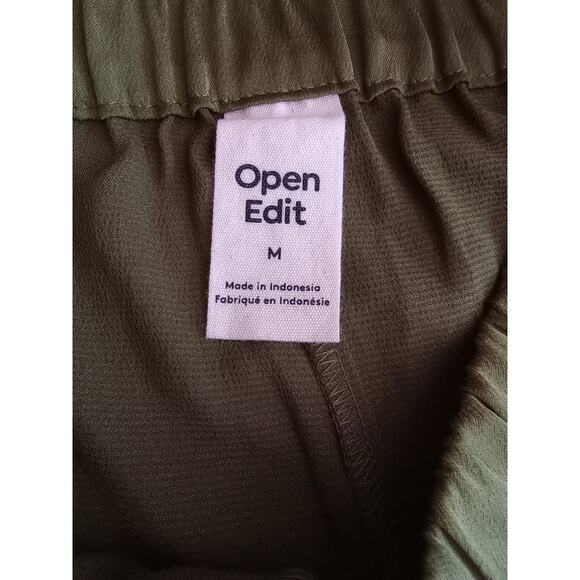 Open
Edit
M
Made in Indonesia
Fabriqué en Indonésie